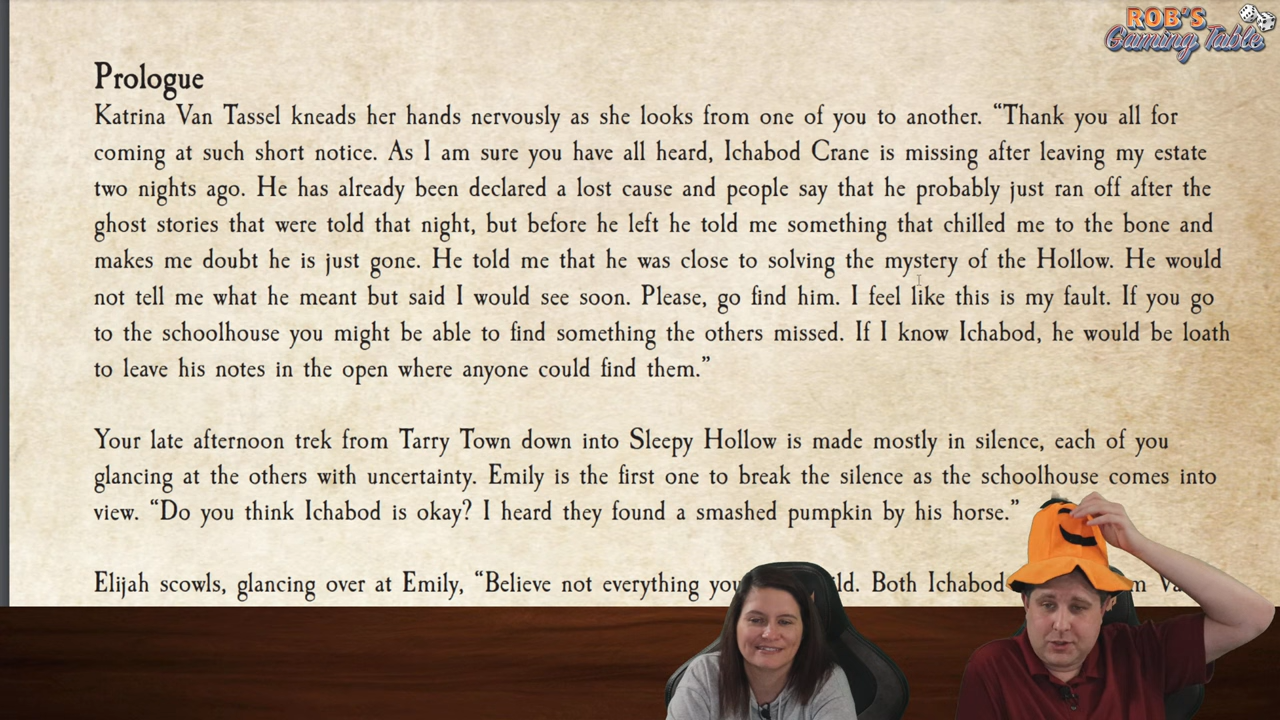 ROB'S
Gaming Table
Prologue
Katrina Van Tassel kneads her hands nervously as she looks from one of you to another. “Thank you all for
coming at such short notice. As I am sure you have all heard, Ichabod Crane is missing after leaving my estate
two nights ago. He has already been declared a lost cause and people say that he probably just ran off after the
ghost stories that were told that night, but before he left he told me something that chilled me to the bone and
makes me doubt he is just gone. He told me that he was close to solving the mystery of the Hollow. He would
not tell me what he meant but said I would see soon. Please, go find him. I feel like this is my fault. If you go
to the schoolhouse you might be able to find something the others missed. If I know Ichabod, he would be loath
to leave his notes in the open where anyone could find them.”
Your late afternoon trek from Tarry Town down into Sleepy Hollow is made mostly in silence, each of you
glancing at the others with uncertainty. Emily is the first one to break the silence as the schoolhouse comes into
view. “Do you think Ichabod is okay? I heard they found a smashed pumpkin by his horse.”
Elijah scowls, glancing over at Emily, “Believe not everything you Both Ichabod